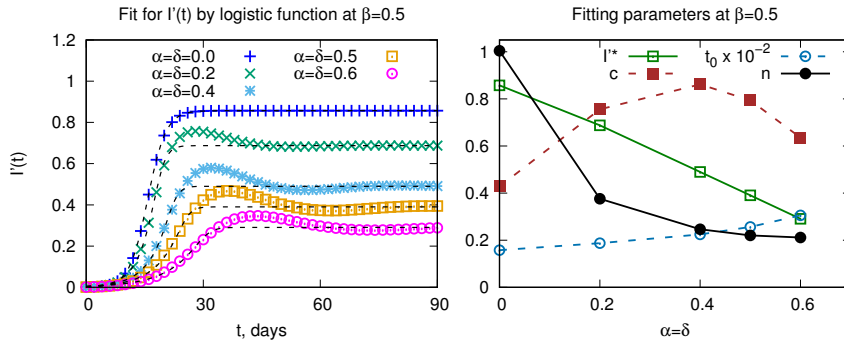 Fit for I'(t) by logistic function at β=0.5
α=δ=0.0
α=δ=0.2
α=δ=0.4
α=δ=0.5
α=δ=0.6
I'(t)
1.2
1
0.8
0.6
0.4
0.2
0
0 30 60 90
t, days
Fitting parameters at β=0.5
I'*
c
t₀ x 10⁻²
n
1
0.8
0.6
0.4
0.2
0
0.0 0.2 0.4 0.6
α=δ